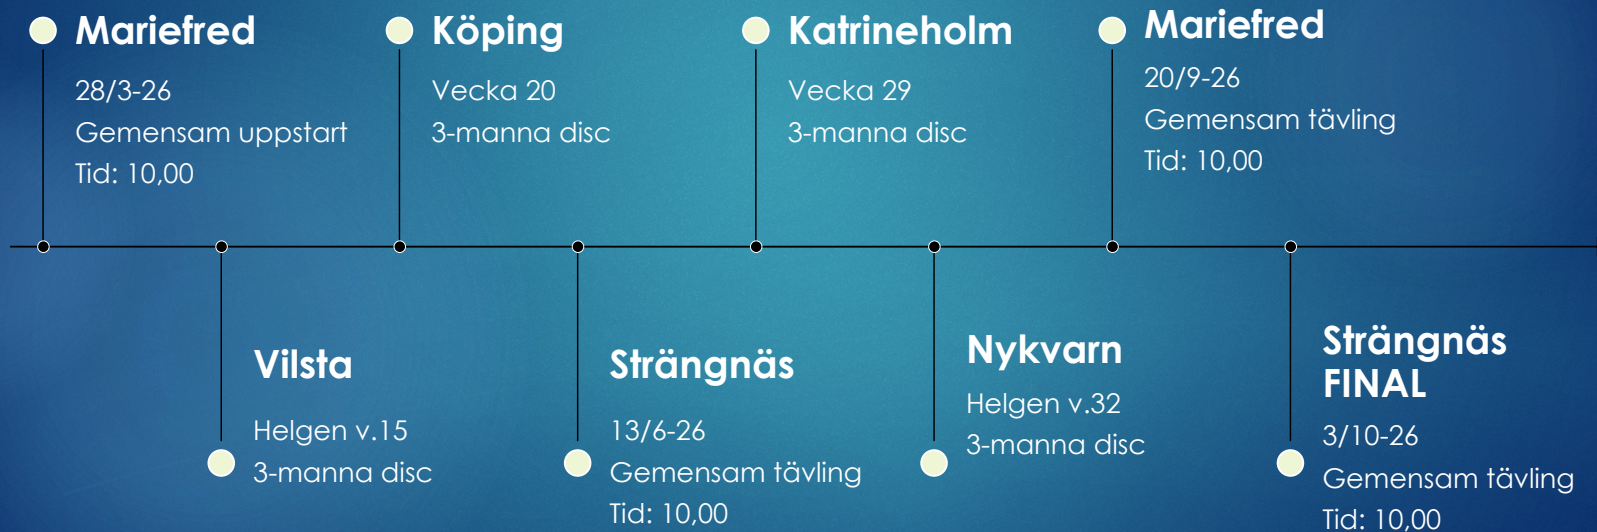 Mariefred
28/3-26
Gemensam uppstart
Tid: 10,00
Vilsta
Helgen v.15
3-manna disc
Köping
Vecka 20
3-manna disc
Strängnäs
13/6-26
Gemensam tävling
Tid: 10,00
Katrineholm
Vecka 29
3-manna disc
Nykvarn
Helgen v.32
3-manna disc
Mariefred
20/9-26
Gemensam tävling
Tid: 10,00
Strängnäs
FINAL
3/10-26
Gemensam tävling
Tid: 10,00